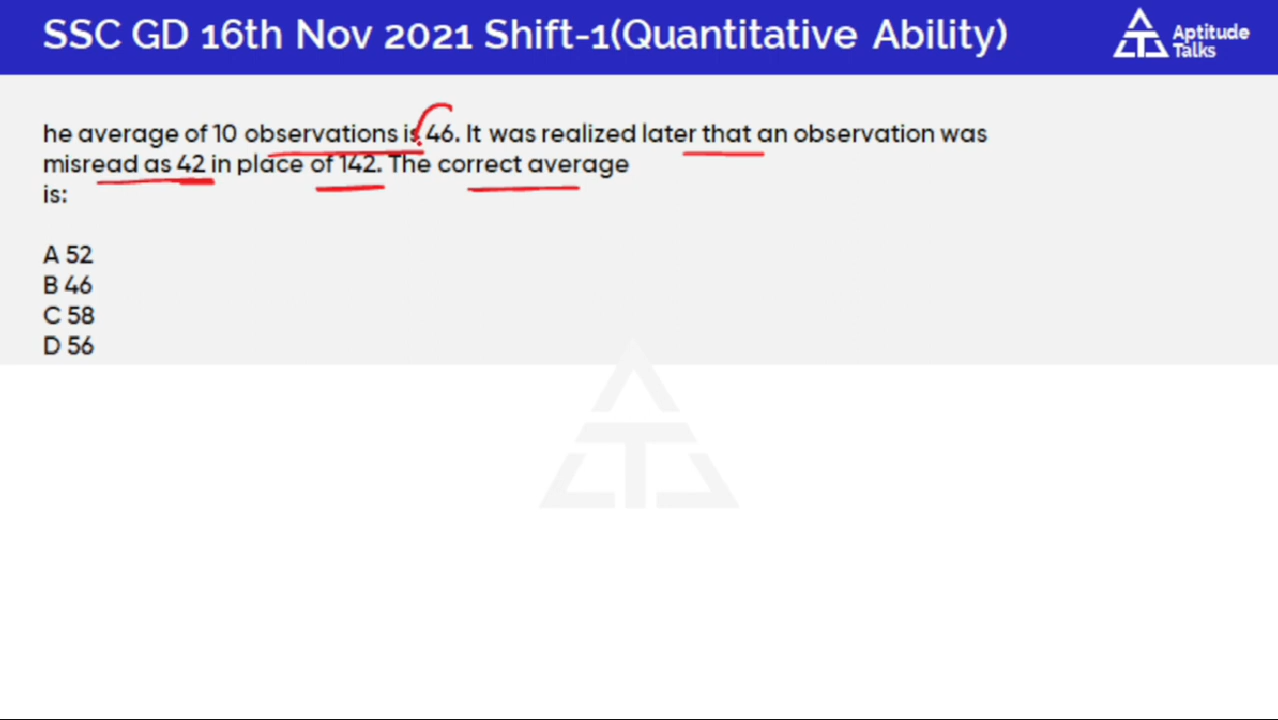 SSC GD 16th Nov 2021 Shift-1(Quantitative Ability)
Aptitude
Talks
he average of 10 observations is 46. It was realized later that an observation was
misread as 42 in place of 142. The correct average
is:
A 52
B 46
C 58
D 56